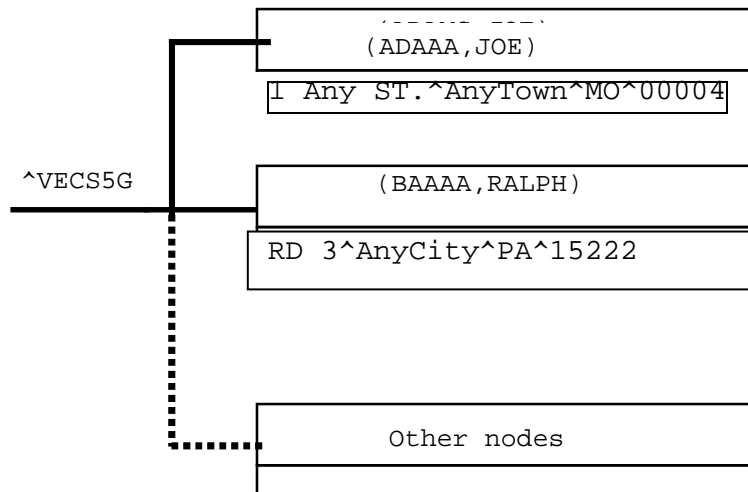 (ADAAA,JOE)
1 Any ST.^AnyTown^MO^00004
^VECS5G
(BAAAA,RALPH)
RD 3^AnyCity^PA^15222
Other nodes